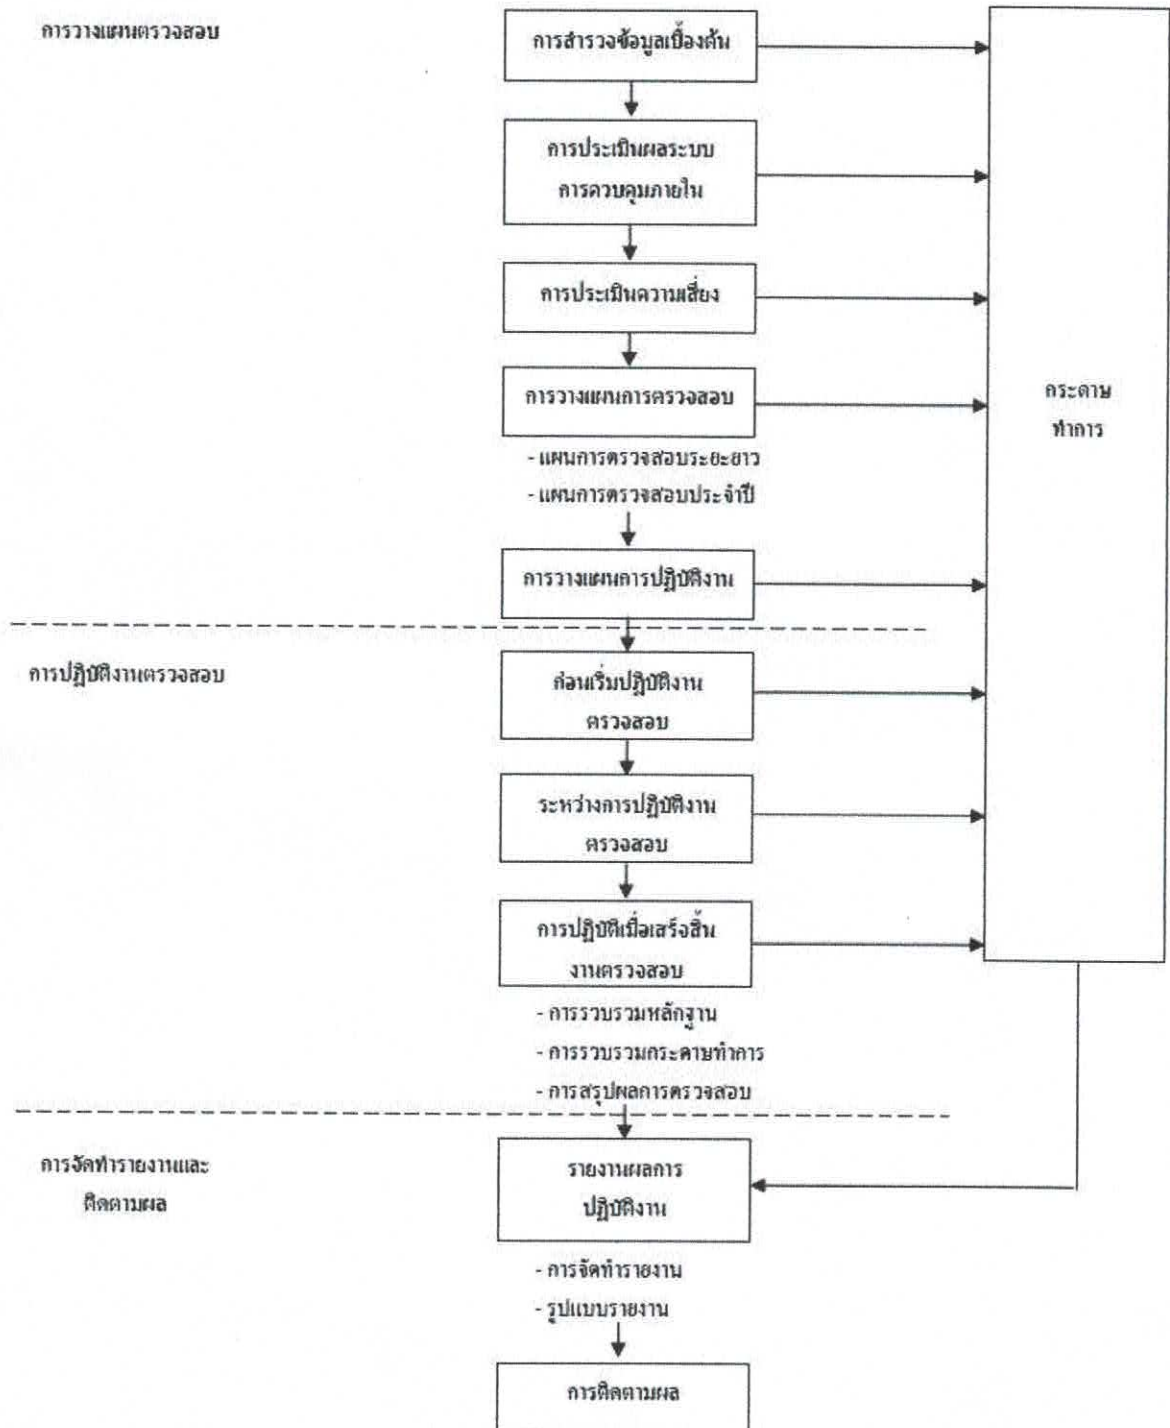 การวางแผนตรวจสอบ
การสำรวจข้อมูลเบื้องต้น
การประเมินผลระบบ
การควบคุมภายใน
การประเมินความเสี่ยง
การวางแผนการตรวจสอบ
- แผนการตรวจสอบระยะยาว
- แผนการตรวจสอบประจำปี
การวางแผนการปฏิบัติงาน
กระดาษ
ทำการ
การปฏิบัติงานตรวจสอบ
ก่อนเริ่มปฏิบัติงาน
ตรวจสอบ
ระหว่างการปฏิบัติงาน
ตรวจสอบ
การปฏิบัติเมื่อเสร็จสิ้น
งานตรวจสอบ
- การรวบรวมหลักฐาน
- การรวบรวมกระดาษทำการ
- การสรุปผลการตรวจสอบ
การจัดทำรายงานและ
ติดตามผล
รายงานผลการ
ปฏิบัติงาน
- การจัดทำรายงาน
- รูปแบบรายงาน
การติดตามผล